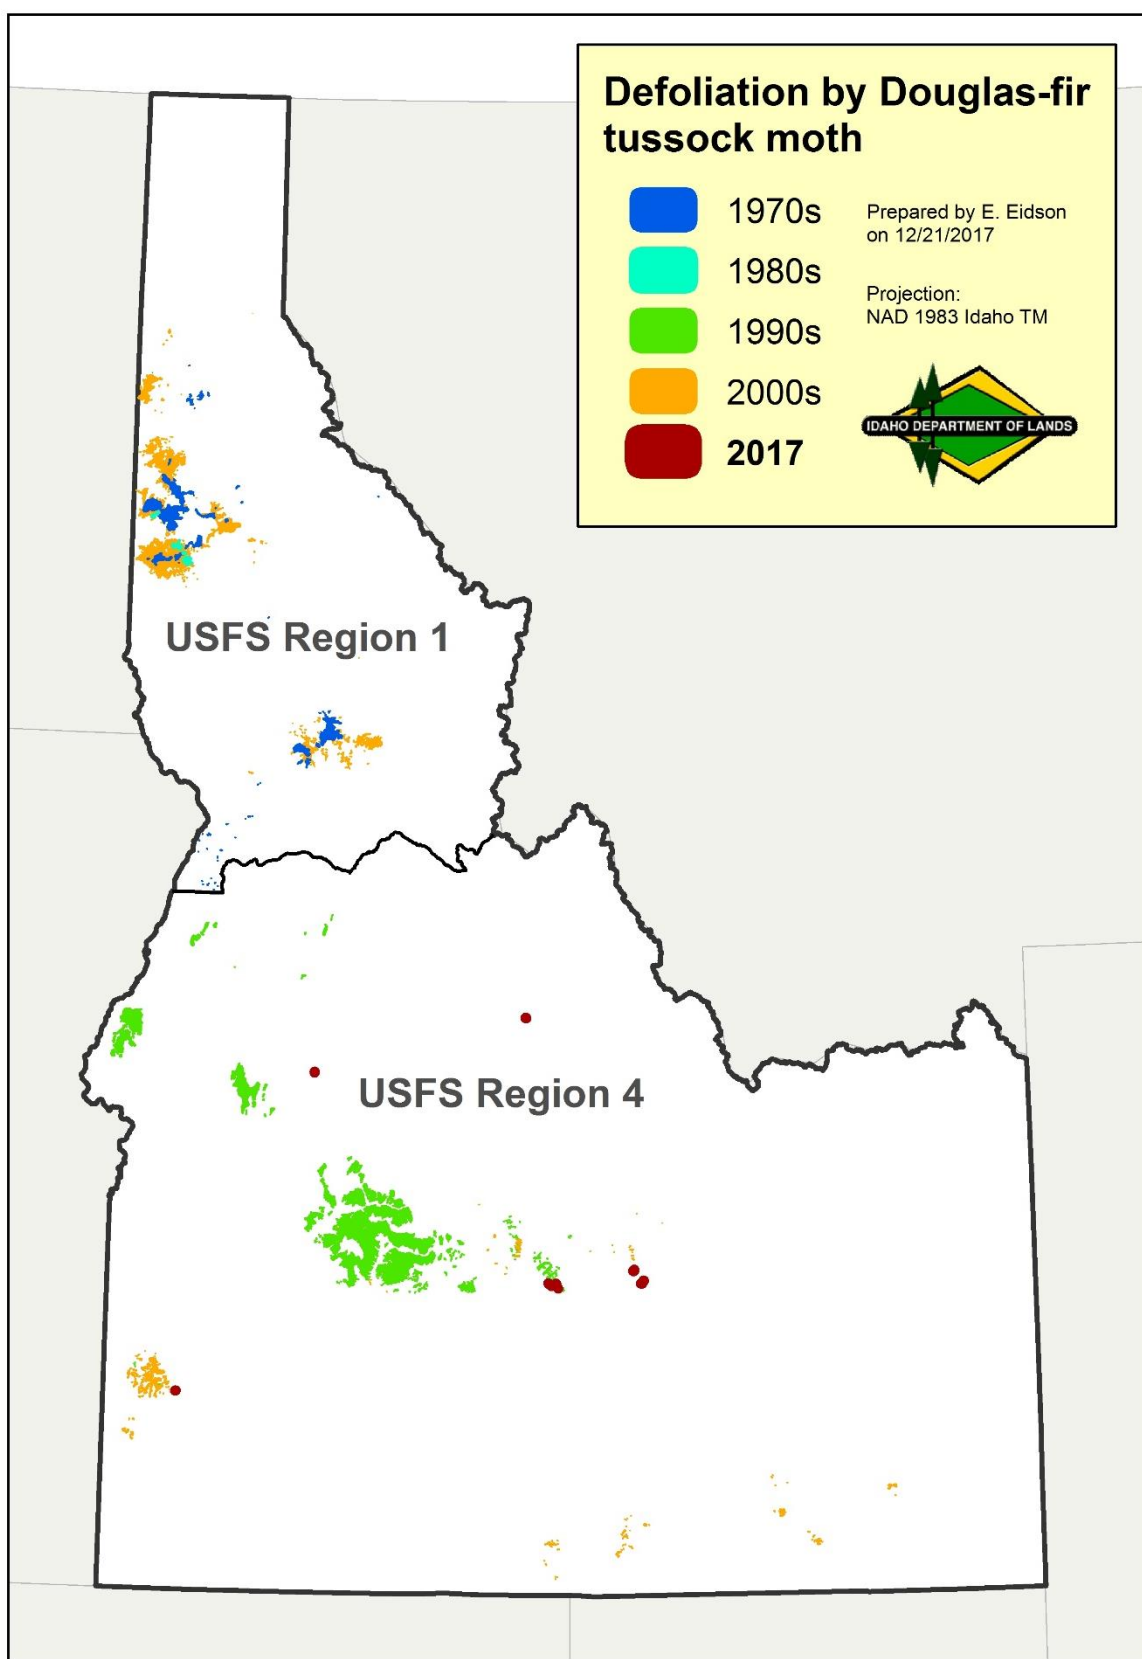 Defoliation by Douglas-fir
tussock moth
1970s
1980s
1990s
2000s
2017
Prepared by E. Eidson
on 12/21/2017
Projection:
NAD 1983 Idaho TM
IDAHO DEPARTMENT OF LANDS
USFS Region 1
USFS Region 4